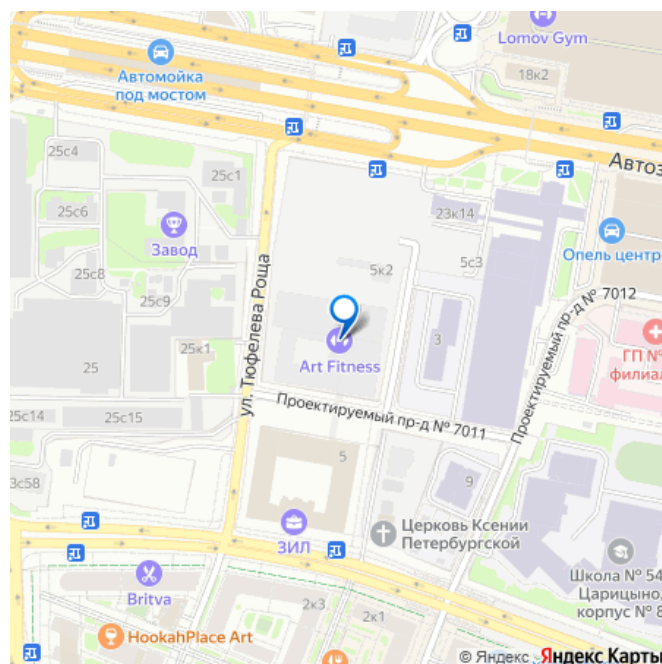 Lomov Gym
Автомойка
под мостом
18к2
25с4
25с1
Автоз
25с6
23к14
Завод
5с3
5к2
Опель центр
25с8
25с9
ул. Тюфелева Роща
Проектируемый пр-д № 7012
3
ГП №
филиал
25к1
25
Art Fitness
Проектируемый пр-д № 7011
25с14
25с15
5
9
3с58
ЗИЛ
Церковь Ксении
Петербургской
Школа № 54
Царицыно,
корпус № 8
Britva
2к3
2к1
HookahPlace Art
© Яндекс
Яндекс Карты